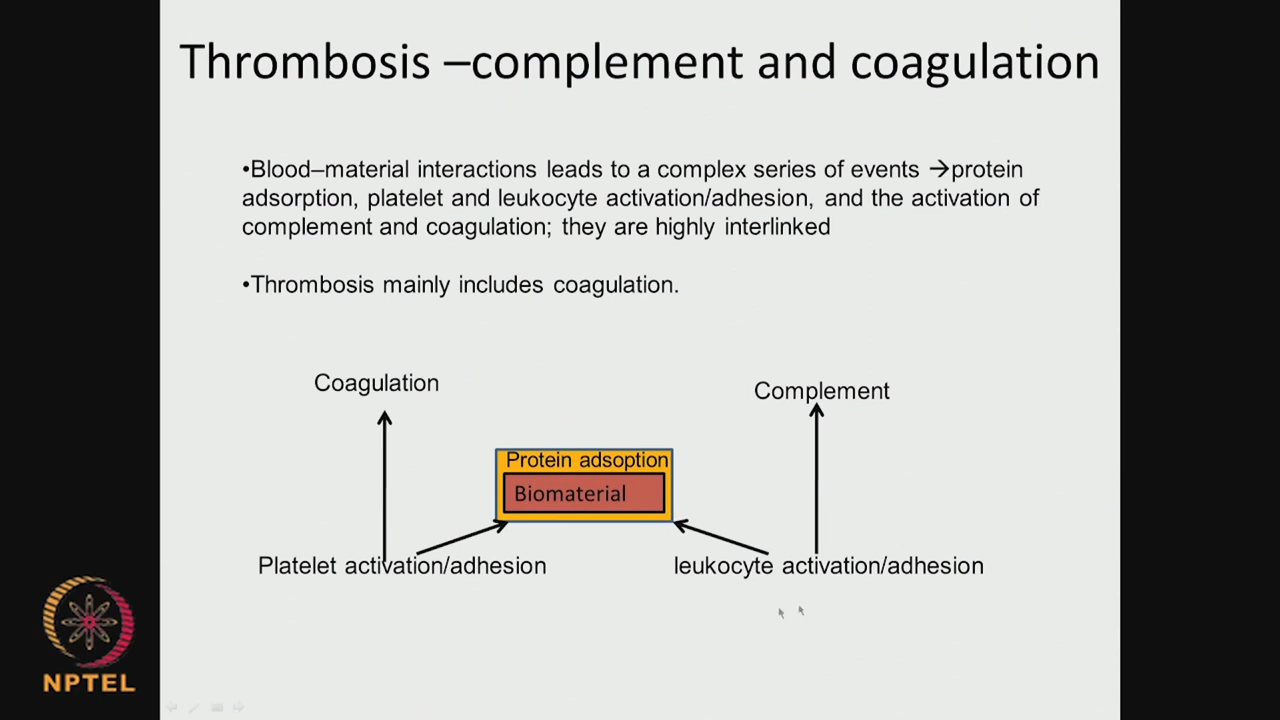 Thrombosis –complement and coagulation
•Blood–material interactions leads to a complex series of events →protein
adsorption, platelet and leukocyte activation/adhesion, and the activation of
complement and coagulation; they are highly interlinked
•Thrombosis mainly includes coagulation.
Coagulation
Complement
Protein adsoption
Biomaterial
Platelet activation/adhesion
leukocyte activation/adhesion
NPTEL